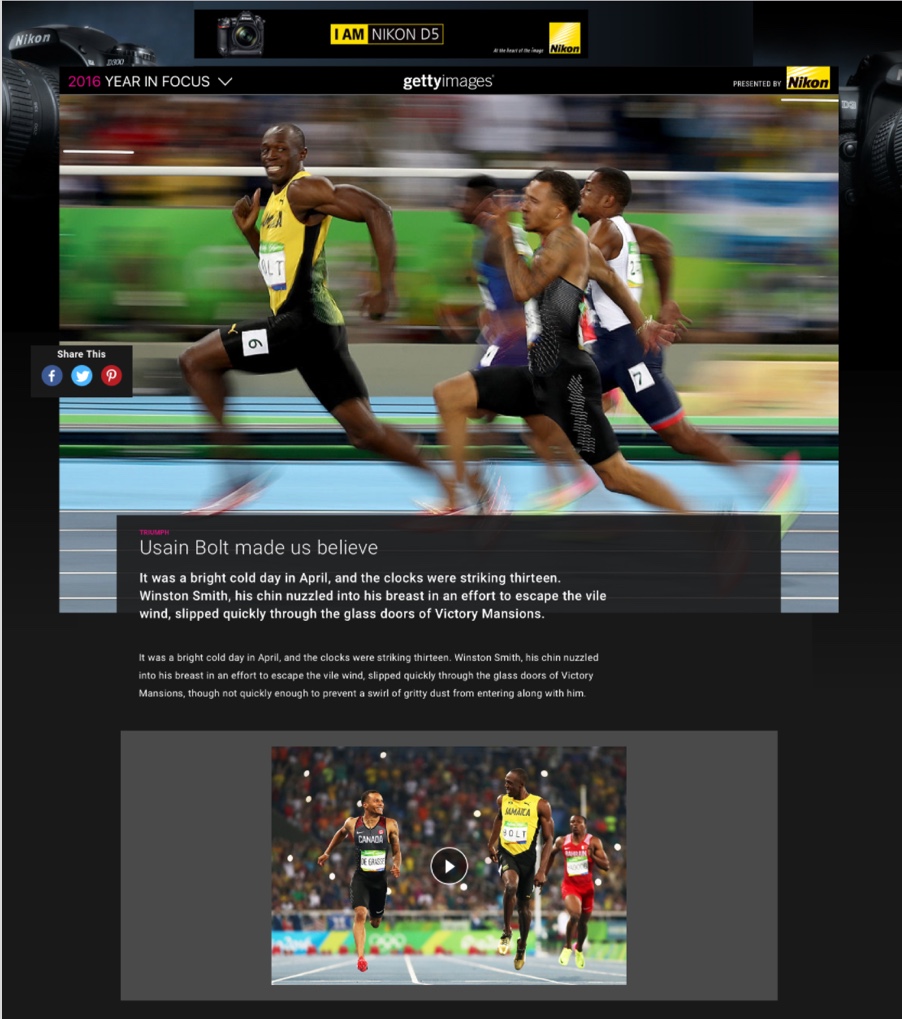 Nikon
D300
I AM NIKON D5
At the heart of the image
Nikon
2016 YEAR IN FOCUS
gettyimages®
PRESENTED BY
Nikon
BOLT
6
7
Share This
TRIUMPH
Usain Bolt made us believe
It was a bright cold day in April, and the clocks were striking thirteen.
Winston Smith, his chin nuzzled into his breast in an effort to escape the vile
wind, slipped quickly through the glass doors of Victory Mansions.
It was a bright cold day in April, and the clocks were striking thirteen. Winston Smith, his chin nuzzled
into his breast in an effort to escape the vile wind, slipped quickly through the glass doors of Victory
Mansions, though not quickly enough to prevent a swirl of gritty dust from entering along with him.
JAMAICA
BOLT
CANADA
DE GRASSE
BAHRAIN